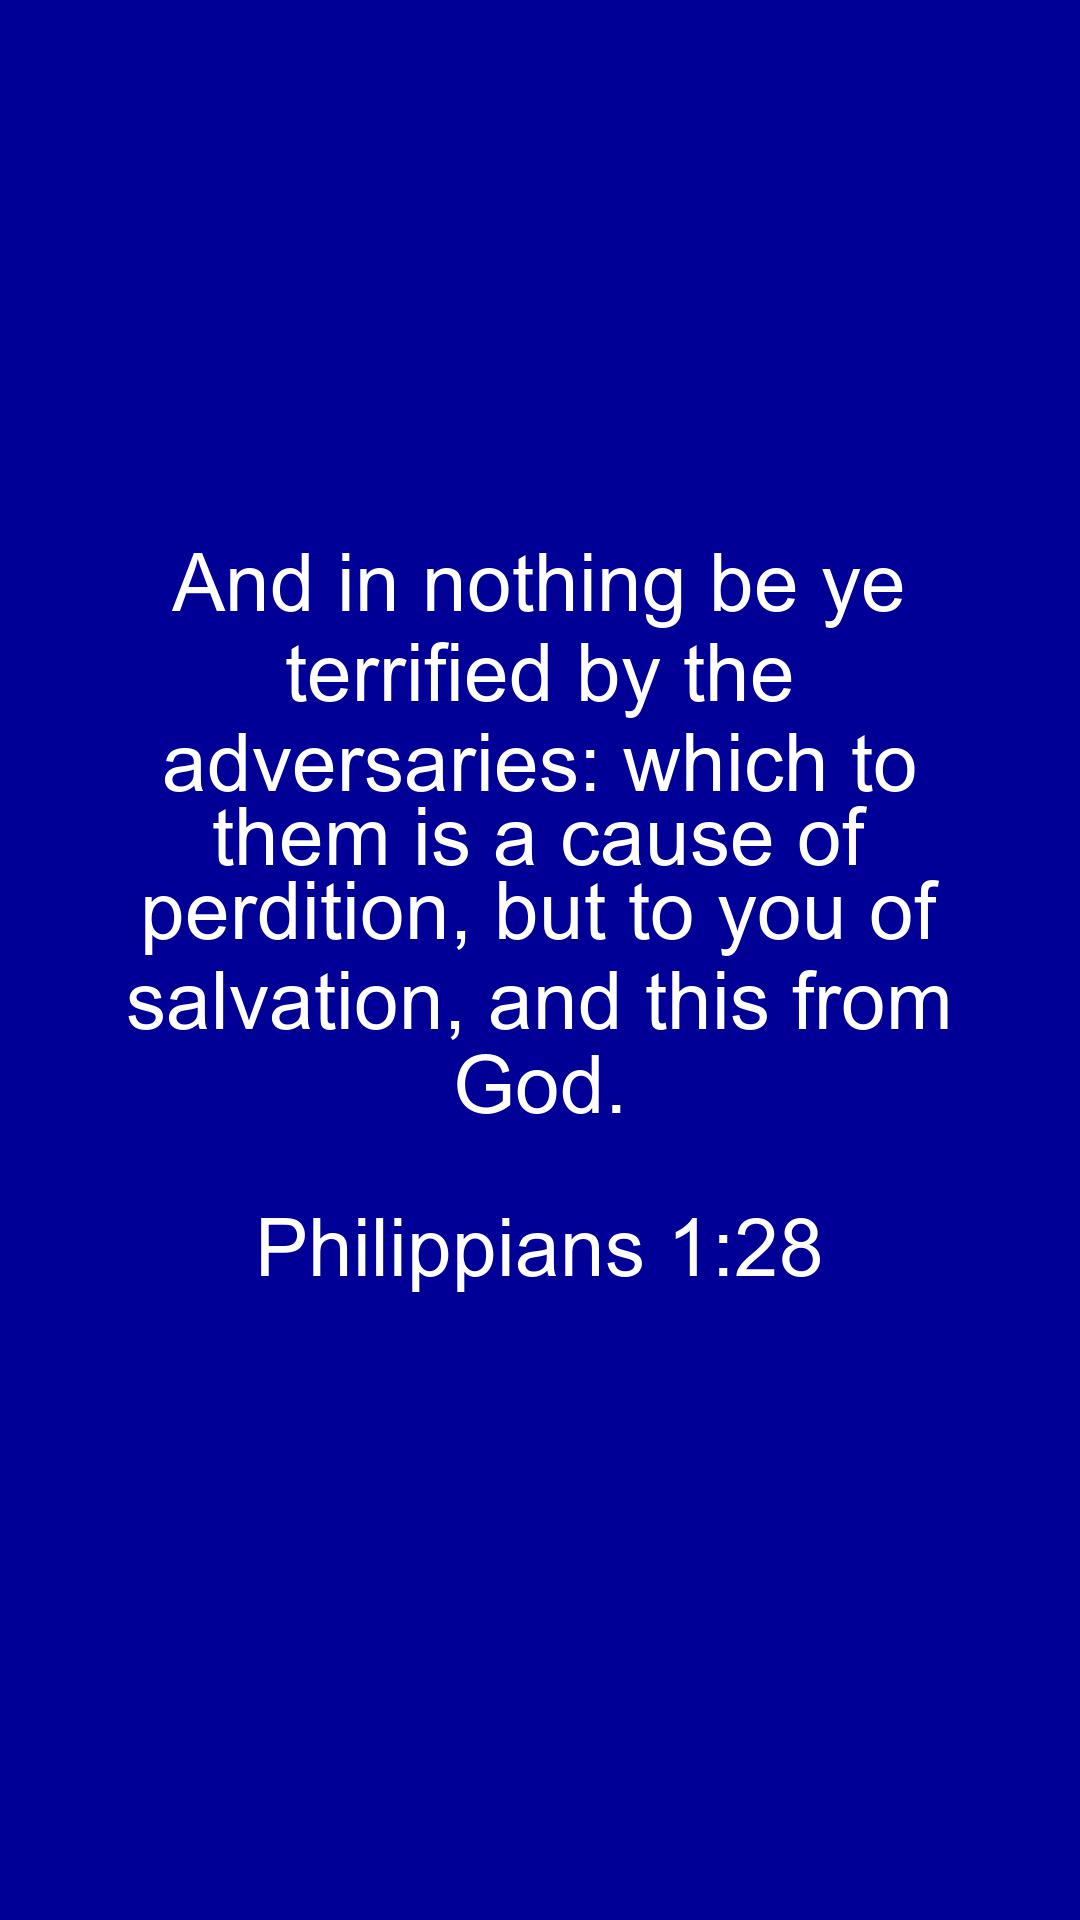 And in nothing be ye
terrified by the
adversaries: which to
them is a cause of
perdition, but to you of
salvation, and this from
God.
Philippians 1:28